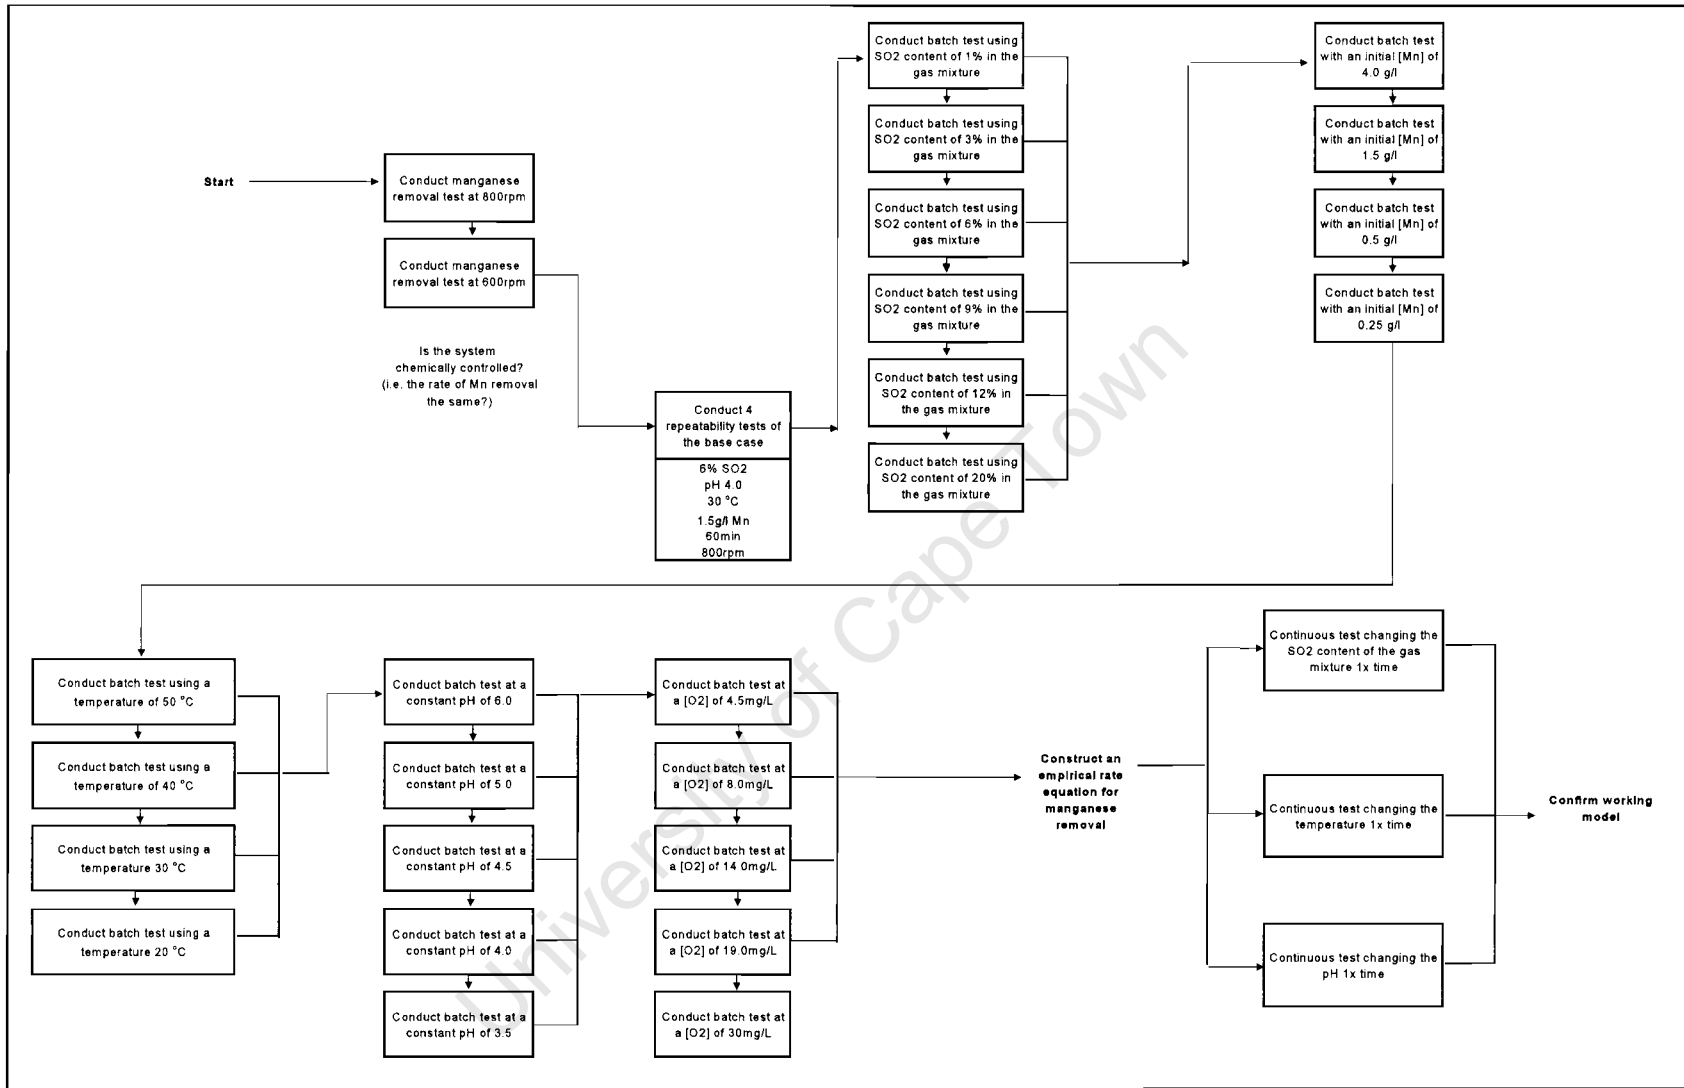 Start
Conduct manganese
removal test at 800rpm
Conduct manganese
removal test at 600rpm
Is the system
chemically controlled?
(i.e. the rate of Mn removal
the same?)
Conduct 4
repeatability tests of
the base case
6% SO2
pH 4.0
30 °C
1.5g/l Mn
60min
800rpm
Conduct batch test using
SO2 content of 1% in the
gas mixture
Conduct batch test using
SO2 content of 3% in the
gas mixture
Conduct batch test using
SO2 content of 6% in the
gas mixture
Conduct batch test using
SO2 content of 9% in the
gas mixture
Conduct batch test using
SO2 content of 12% in
the gas mixture
Conduct batch test using
SO2 content of 20% in
the gas mixture
Conduct batch test
with an initial [Mn] of
4.0 g/l
Conduct batch test
with an initial [Mn] of
1.5 g/l
Conduct batch test
with an initial [Mn] of
0.5 g/l
Conduct batch test
with an initial [Mn] of
0.25 g/l
Conduct batch test using a
temperature of 50 °C
Conduct batch test using a
temperature of 40 °C
Conduct batch test using a
temperature 30 °C
Conduct batch test using a
temperature 20 °C
Conduct batch test at a
constant pH of 6.0
Conduct batch test at a
constant pH of 5 0
Conduct batch test at a
constant pH of 4.5
Conduct batch test at a
constant pH of 4.0
Conduct batch test at a
constant pH of 3.5
Conduct batch test at
a [O2] of 4.5mg/L
Conduct batch test at
a [O2] of 8.0mg/L
Conduct batch test at
a [O2] of 14 0mg/L
Conduct batch test at
a [O2] of 19.0mg/L
Conduct batch test at
a [O2] of 30mg/L
Construct an
empirical rate
equation for
manganese
removal
Continuous test changing the
SO2 content of the gas
mixture 1x time
Continuous test changing the
temperature 1x time
Continuous test changing the
pH 1x time
Confirm working
model
University of Cape Town